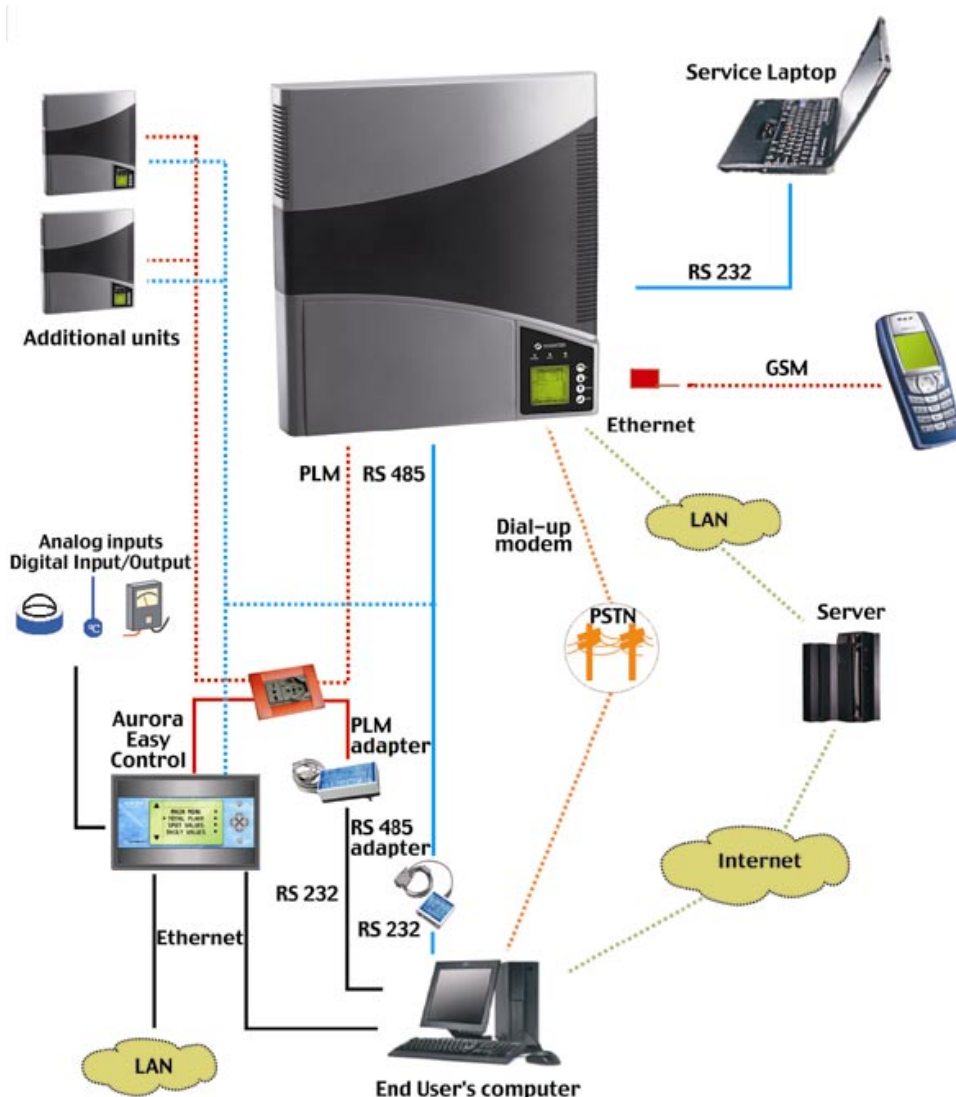 Service Laptop
RS 232
Additional units
GSM
Ethernet
PLM
RS 485
LAN
Dial-up
modem
Analog inputs
Digital Input/Output
°C
PSTN
Server
Aurora
Easy
Control
PLM
adapter
MAIN MENU
TOTAL PLANT
SPOT VALUES
DAILY VALUES
RS 485
adapter
Internet
RS 232
RS 232
Ethernet
LAN
End User's computer